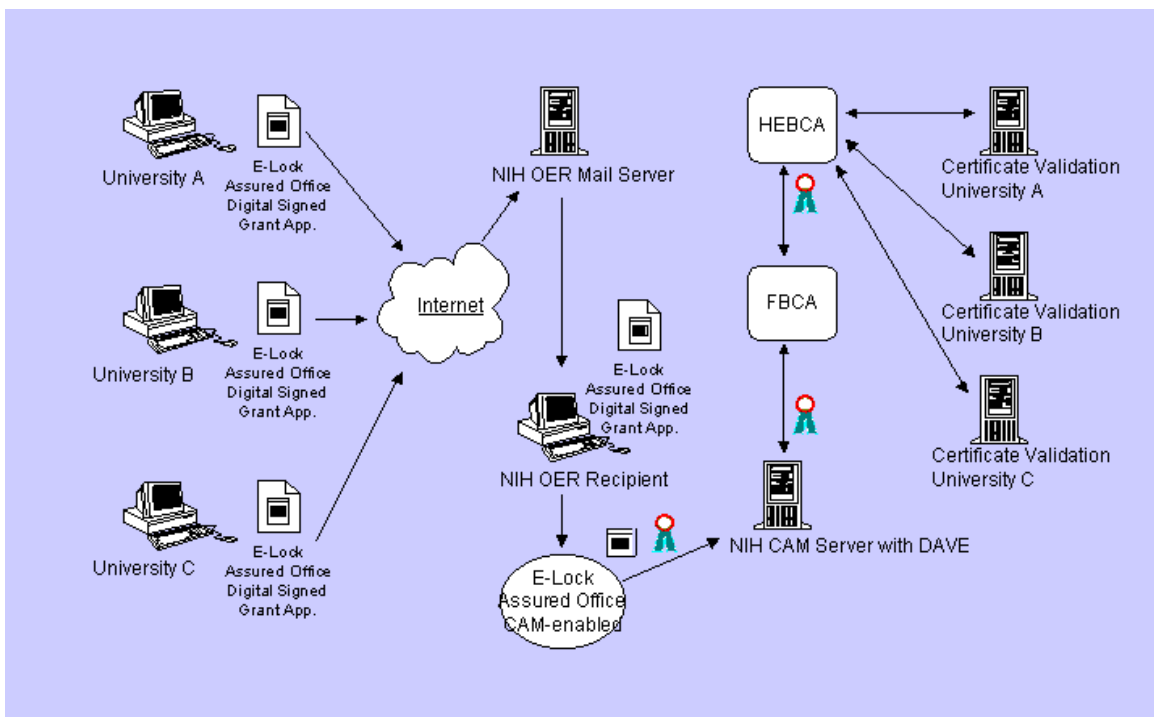 University A
E-Lock
Assured Office
Digital Signed
Grant App.
NIH OER Mail Server
HEBCA
Certificate Validation
University A
University B
E-Lock
Assured Office
Digital Signed
Grant App.
Internet
FBCA
Certificate Validation
University B
E-Lock
Assured Office
Digital Signed
Grant App.
NIH OER Recipient
Certificate Validation
University C
University C
E-Lock
Assured Office
Digital Signed
Grant App.
NIH CAM Server with DAVE
E-Lock
Assured Office
CAM-enabled